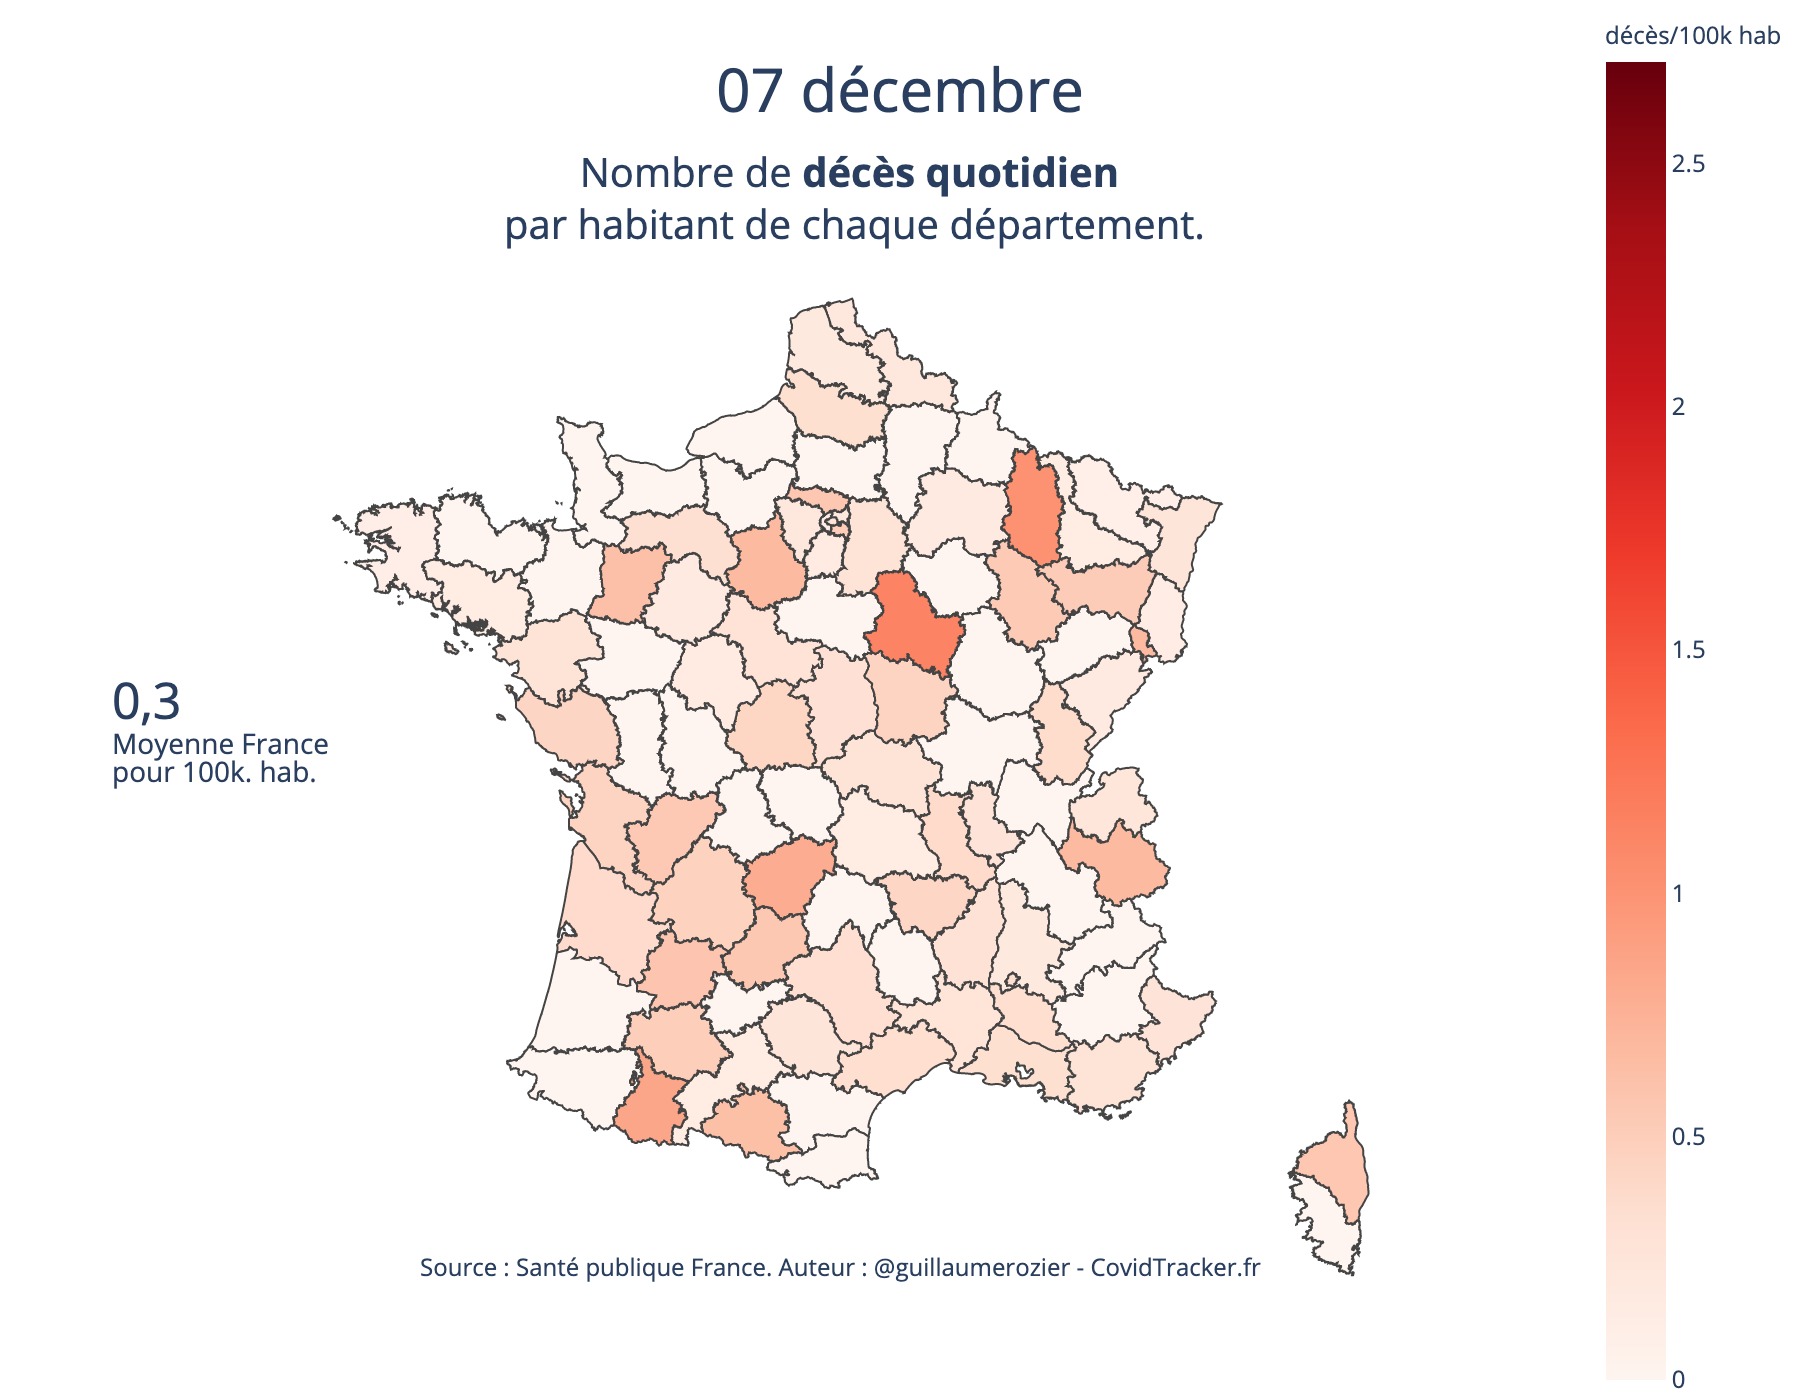 décès/100k hab
07 décembre
Nombre de décès quotidien
par habitant de chaque département.
2.5
2
1.5
1
0.5
0
0,3
Moyenne France
pour 100k. hab.
Source : Santé publique France. Auteur : @guillaumerozier - CovidTracker.fr